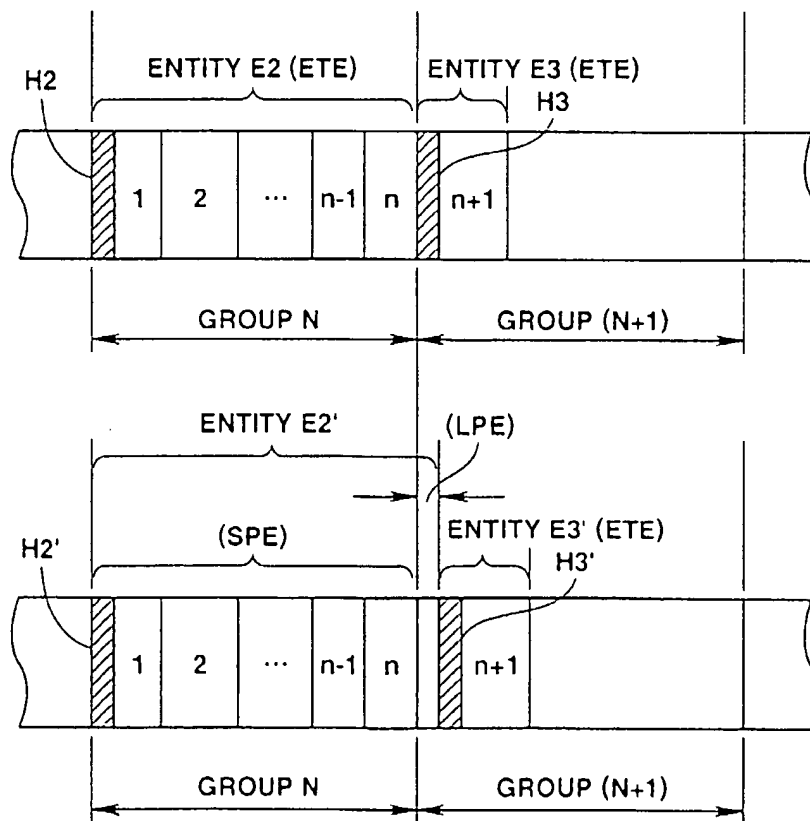 ENTITY E2 (ETE) ENTITY E3 (ETE)
H2 H3
1 2 ··· n-1 n n+1
GROUP N GROUP (N+1)
ENTITY E2' (LPE)
(SPE) ENTITY E3' (ETE)
H2' H3'
1 2 ··· n-1 n n+1
GROUP N GROUP (N+1)